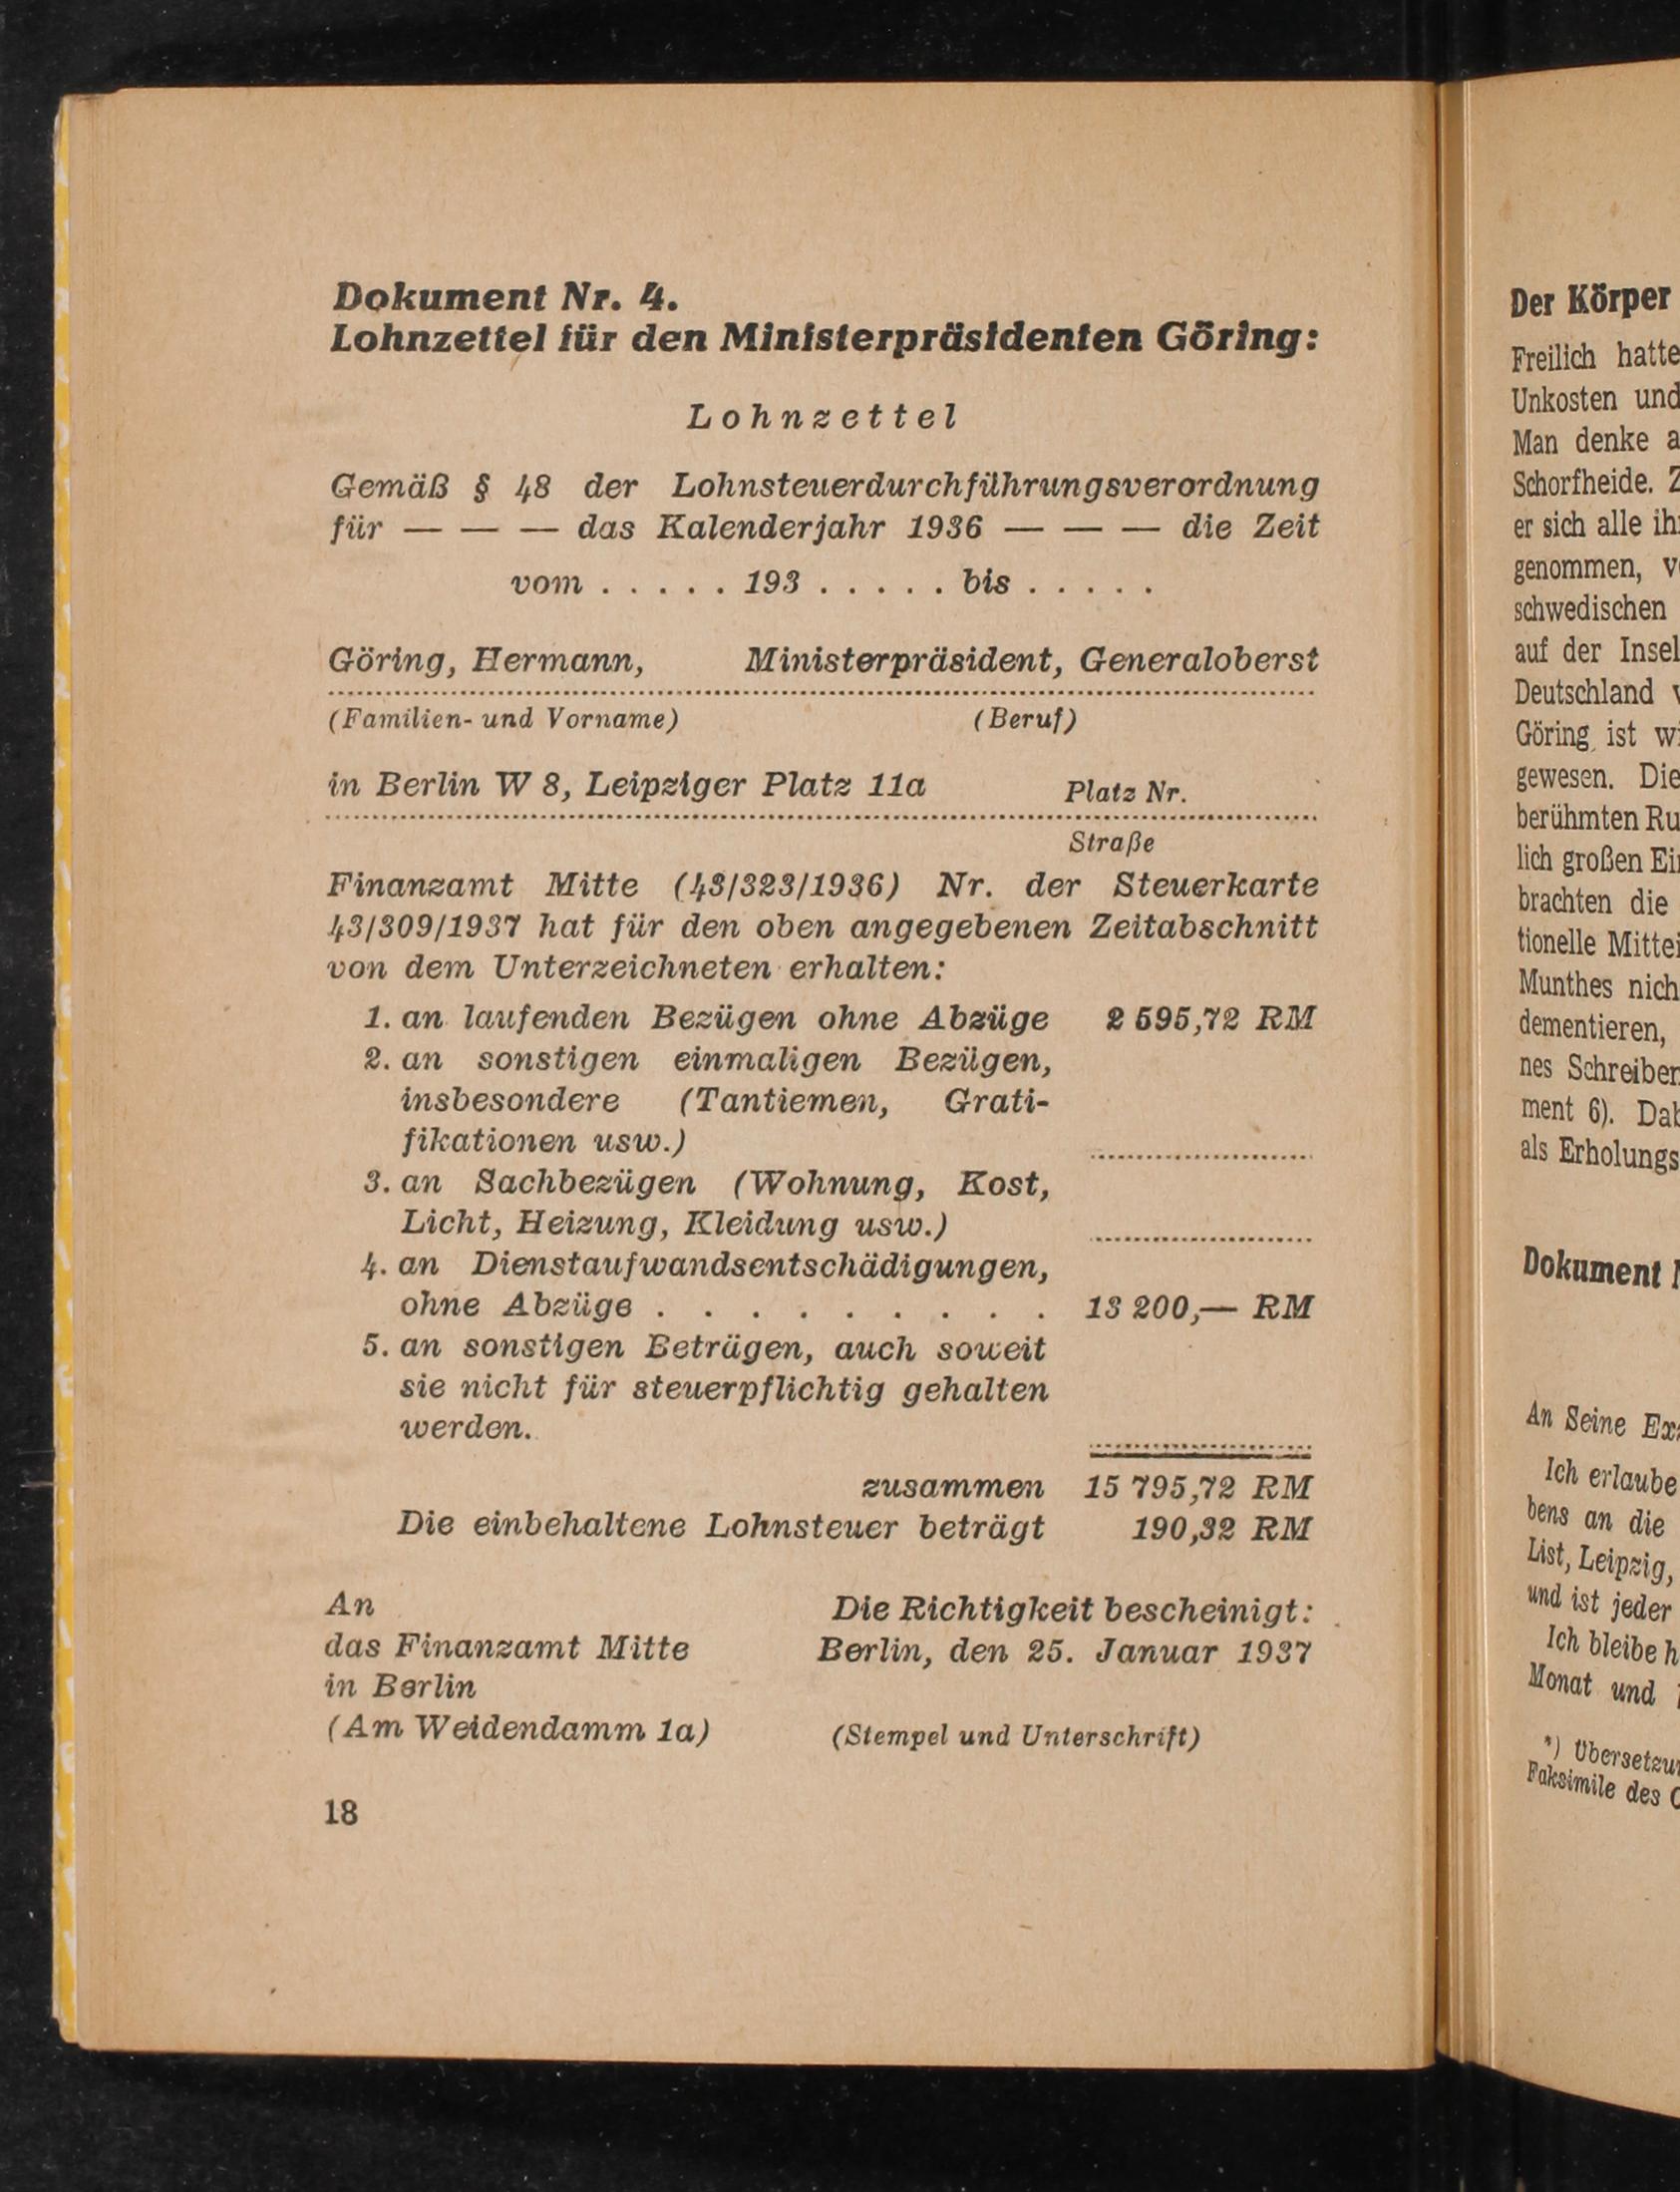 Dokument Nr. 4.
Lohnzettel für den Ministerpräsidenten Göring:
Lohnzettel
Gemäß § 48 der Lohnsteuerdurchführungsverordnung
für — — — das Kalenderjahr 1936 — — — die Zeit
vom . . . . . 193 . . . . . bis . . . . .
Göring, Hermann, Ministerpräsident, Generaloberst
(Familien- und Vorname) (Beruf)
in Berlin W 8, Leipziger Platz 11a Platz Nr.
Straße
Finanzamt Mitte (43/323/1936) Nr. der Steuerkarte
43/309/1937 hat für den oben angegebenen Zeitabschnitt
von dem Unterzeichneten erhalten:
1. an laufenden Bezügen ohne Abzüge 2 595,72 RM
2. an sonstigen einmaligen Bezügen,
insbesondere (Tantiemen, Grati-
fikationen usw.)
3. an Sachbezügen (Wohnung, Kost,
Licht, Heizung, Kleidung usw.)
4. an Dienstaufwandsentschädigungen,
ohne Abzüge . . . . . . . . . 13 200,— RM
5. an sonstigen Beträgen, auch soweit
sie nicht für steuerpflichtig gehalten
werden.
zusammen 15 795,72 RM
Die einbehaltene Lohnsteuer beträgt 190,32 RM
An
das Finanzamt Mitte
in Berlin
(Am Weidendamm 1a)
Die Richtigkeit bescheinigt:
Berlin, den 25. Januar 1937
(Stempel und Unterschrift)
18
Der Körper
Freilich hatte
Unkosten und
Man denke
Schorfheide.
er sich alle
genommen,
schwedischen
auf der Insel
Deutschland
Göring ist
gewesen. Die
berühmten
lich großen
brachten die
tionelle
Munthes
dementieren,
nes
ment 6).
als
Dokument
An Seine
Ich erlaube
bens an die
List, Leipzig,
und ist jeder
Ich bleibe
Monat und
*)
Faksimile des